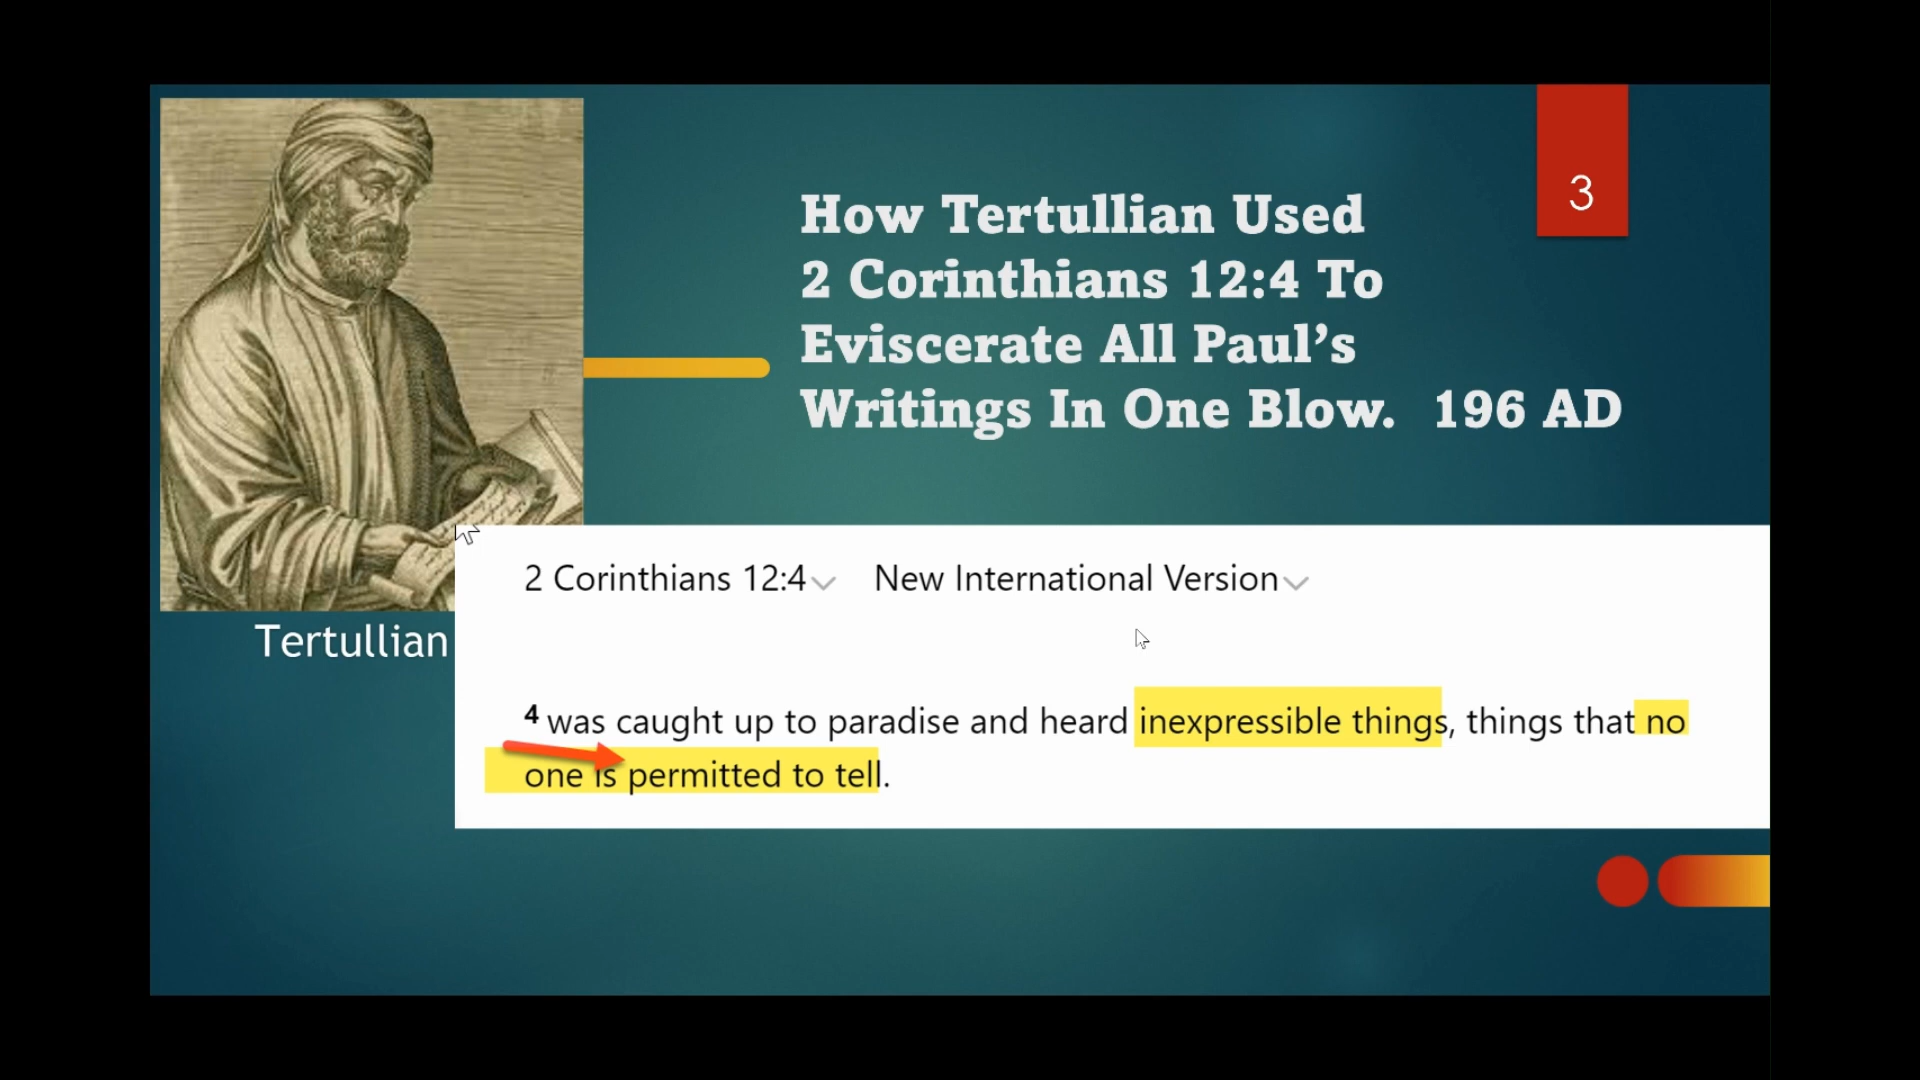 3
How Tertullian Used
2 Corinthians 12:4 To
Eviscerate All Paul’s
Writings In One Blow.  196 AD
Tertullian
2 Corinthians 12:4 New International Version
4 was caught up to paradise and heard inexpressible things, things that no
one is permitted to tell.